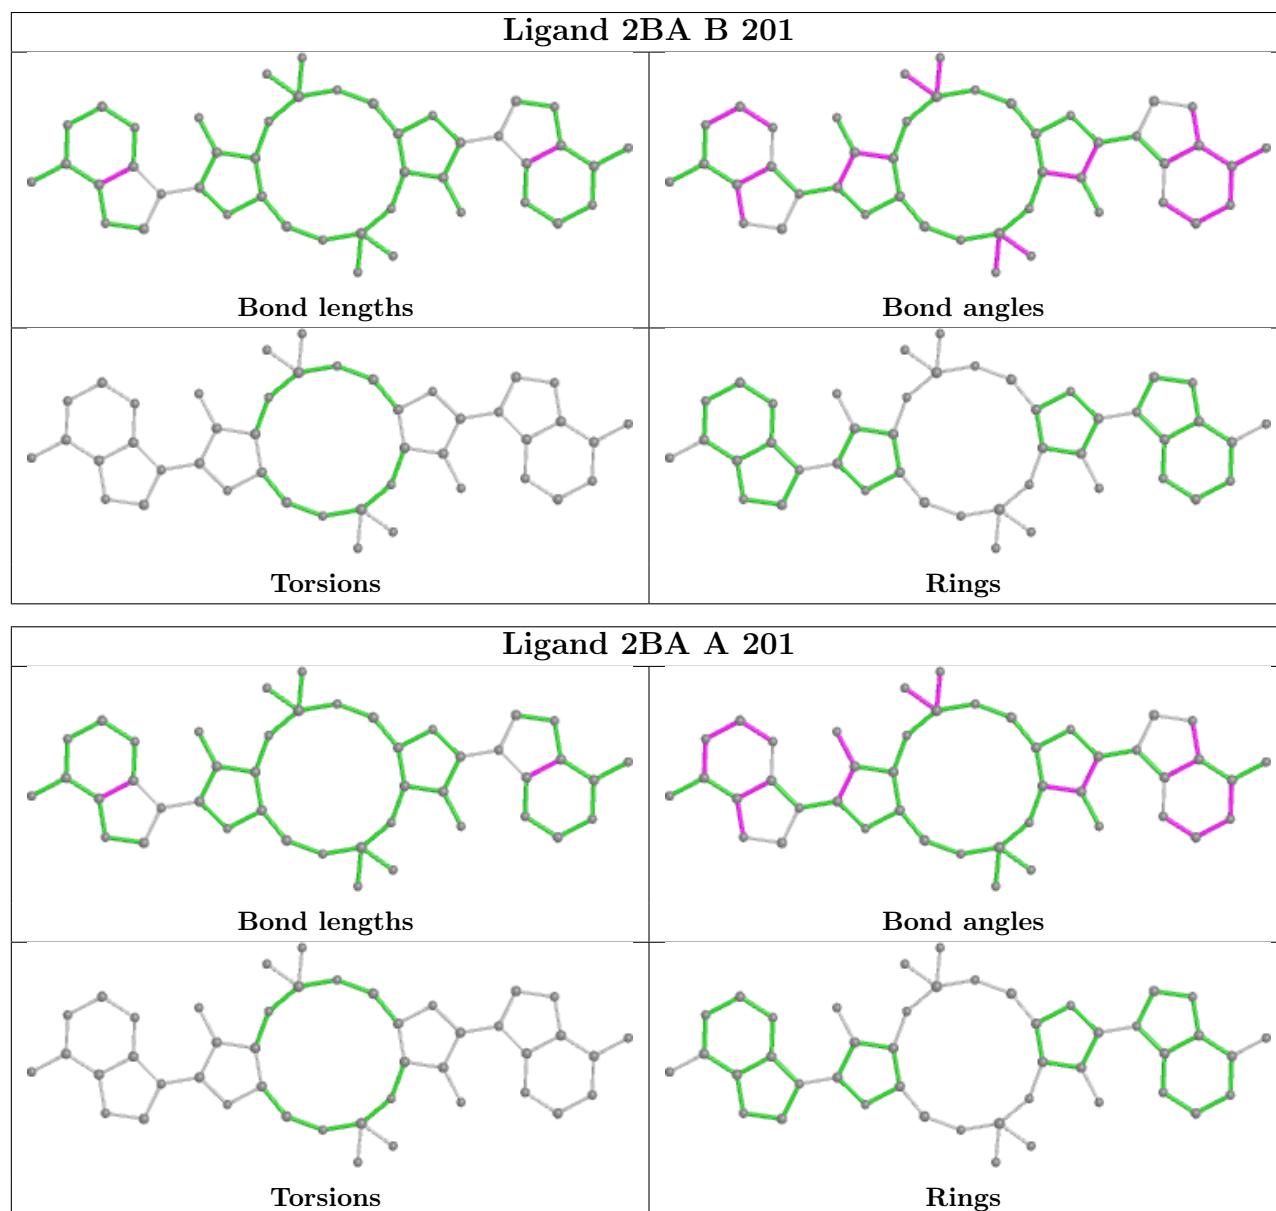 Ligand 2BA B 201
Bond lengths
Bond angles
Torsions
Rings
Ligand 2BA A 201
Bond lengths
Bond angles
Torsions
Rings